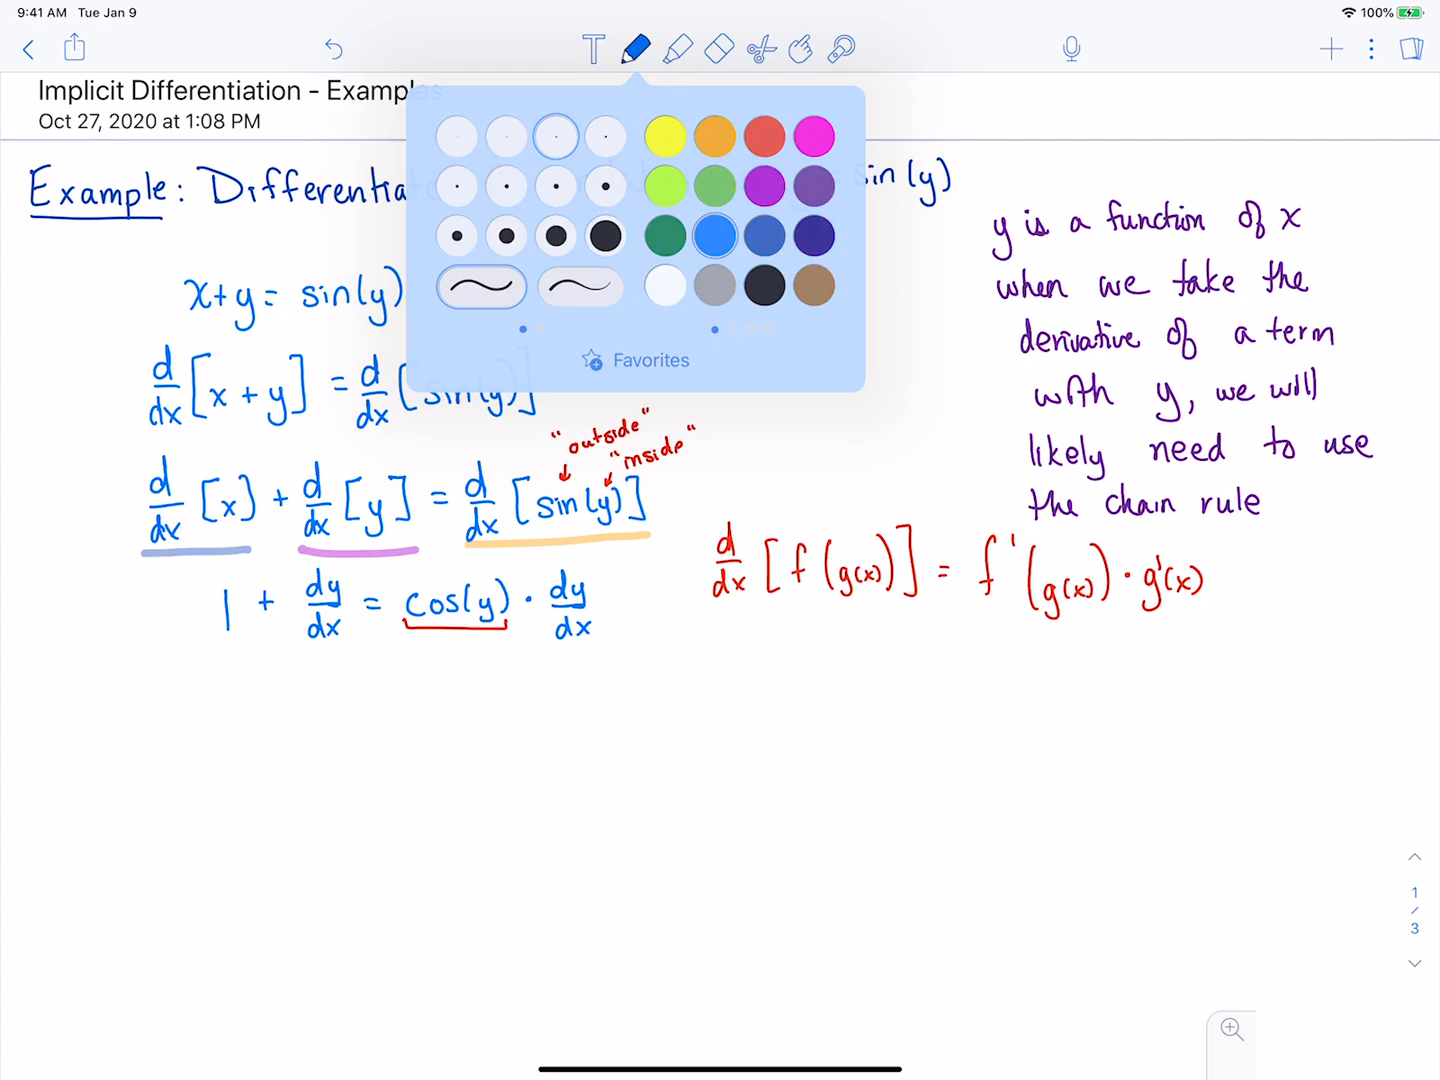 9:41 AM Tue Jan 9
100%
Implicit Differentiation - Examples
Oct 27, 2020 at 1:08 PM
Example: Differentia
sin(y)
Favorites
x+y= sin(y)
d/dx [x + y] = d/dx [sin(y)]
"outside"
"inside"
d/dx [x] + d/dx [y] = d/dx [sin(y)]
1 + dy/dx = cos(y) · dy/dx
y is a function of x
when we take the
derivative of a term
with y, we will
likely need to use
the chain rule
d/dx [f(g(x))] = f'(g(x)) · g'(x)
1
/
3